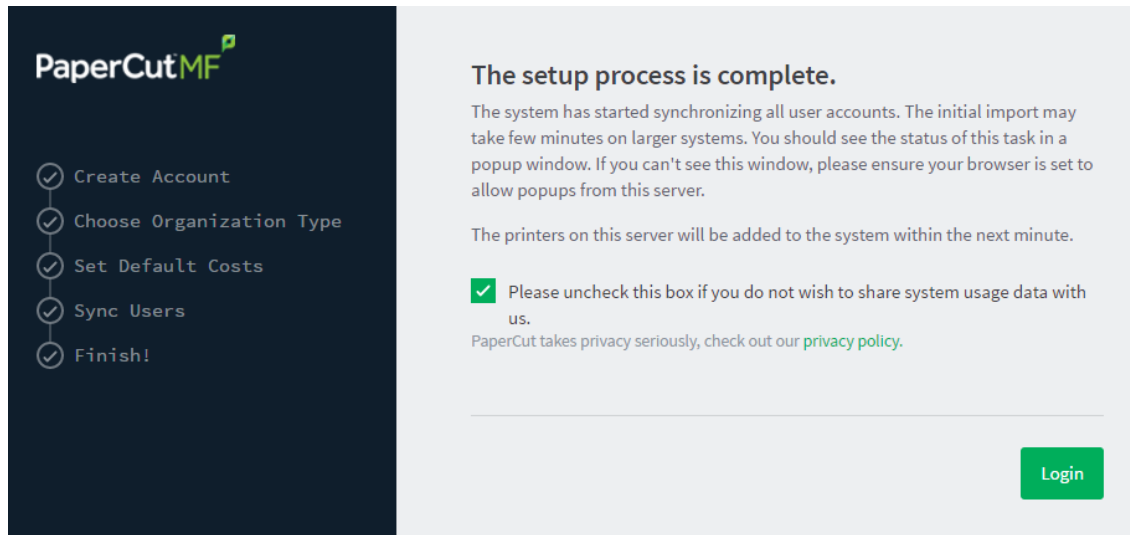 PaperCut MF
Create Account
Choose Organization Type
Set Default Costs
Sync Users
Finish!
The setup process is complete.
The system has started synchronizing all user accounts. The initial import may
take few minutes on larger systems. You should see the status of this task in a
popup window. If you can't see this window, please ensure your browser is set to
allow popups from this server.
The printers on this server will be added to the system within the next minute.
Please uncheck this box if you do not wish to share system usage data with
us.
PaperCut takes privacy seriously, check out our privacy policy.
Login